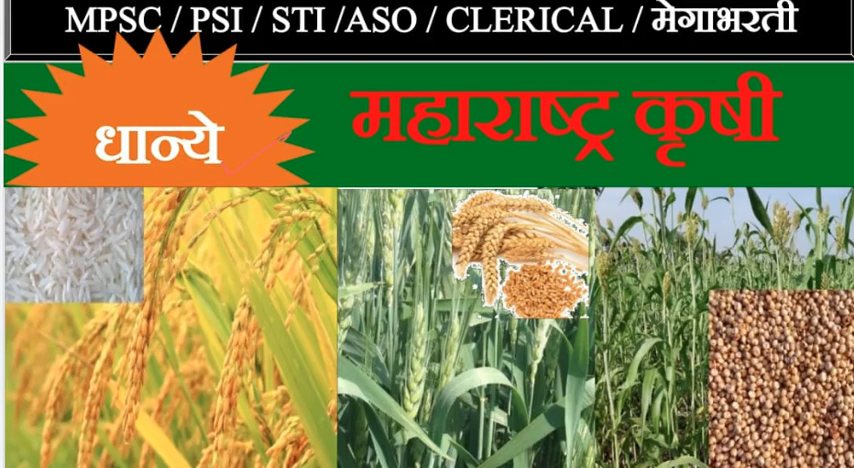 MPSC / PSI / STI /ASO / CLERICAL / मेगाभरती
धान्ये
महाराष्ट्र कृषी